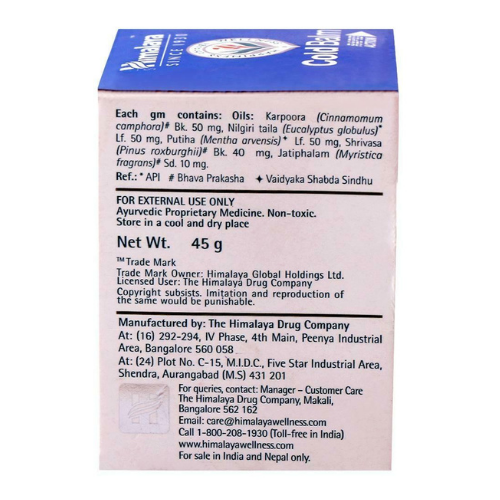 Himalaya
SINCE 1930
Cold Balm
Each gm contains: Oils: Karpoora (Cinnamomum
camphora)# Bk. 50 mg, Nilgiri taila (Eucalyptus globulus)*
Lf. 50 mg, Putiha (Mentha arvensis)✦ Lf. 50 mg, Shrivasa
(Pinus roxburghii)# Bk. 40 mg, Jatiphalam (Myristica
fragrans)# Sd. 10 mg.
Ref.: * API # Bhava Prakasha ✦ Vaidyaka Shabda Sindhu
FOR EXTERNAL USE ONLY
Ayurvedic Proprietary Medicine. Non-toxic.
Store in a cool and dry place
Net Wt. 45 g
™Trade Mark
Trade Mark Owner: Himalaya Global Holdings Ltd.
Licensed User: The Himalaya Drug Company
Copyright subsists. Imitation and reproduction of
the same would be punishable.
Manufactured by: The Himalaya Drug Company
At: (16) 292-294, IV Phase, 4th Main, Peenya Industrial
Area, Bangalore 560 058
At: (24) Plot No. C-15, M.I.D.C., Five Star Industrial Area,
Shendra, Aurangabad (M.S) 431 201
For queries, contact: Manager – Customer Care
The Himalaya Drug Company, Makali,
Bangalore 562 162
Email: care@himalayawellness.com
Call 1-800-208-1930 (Toll-free in India)
www.himalayawellness.com
For sale in India and Nepal only.